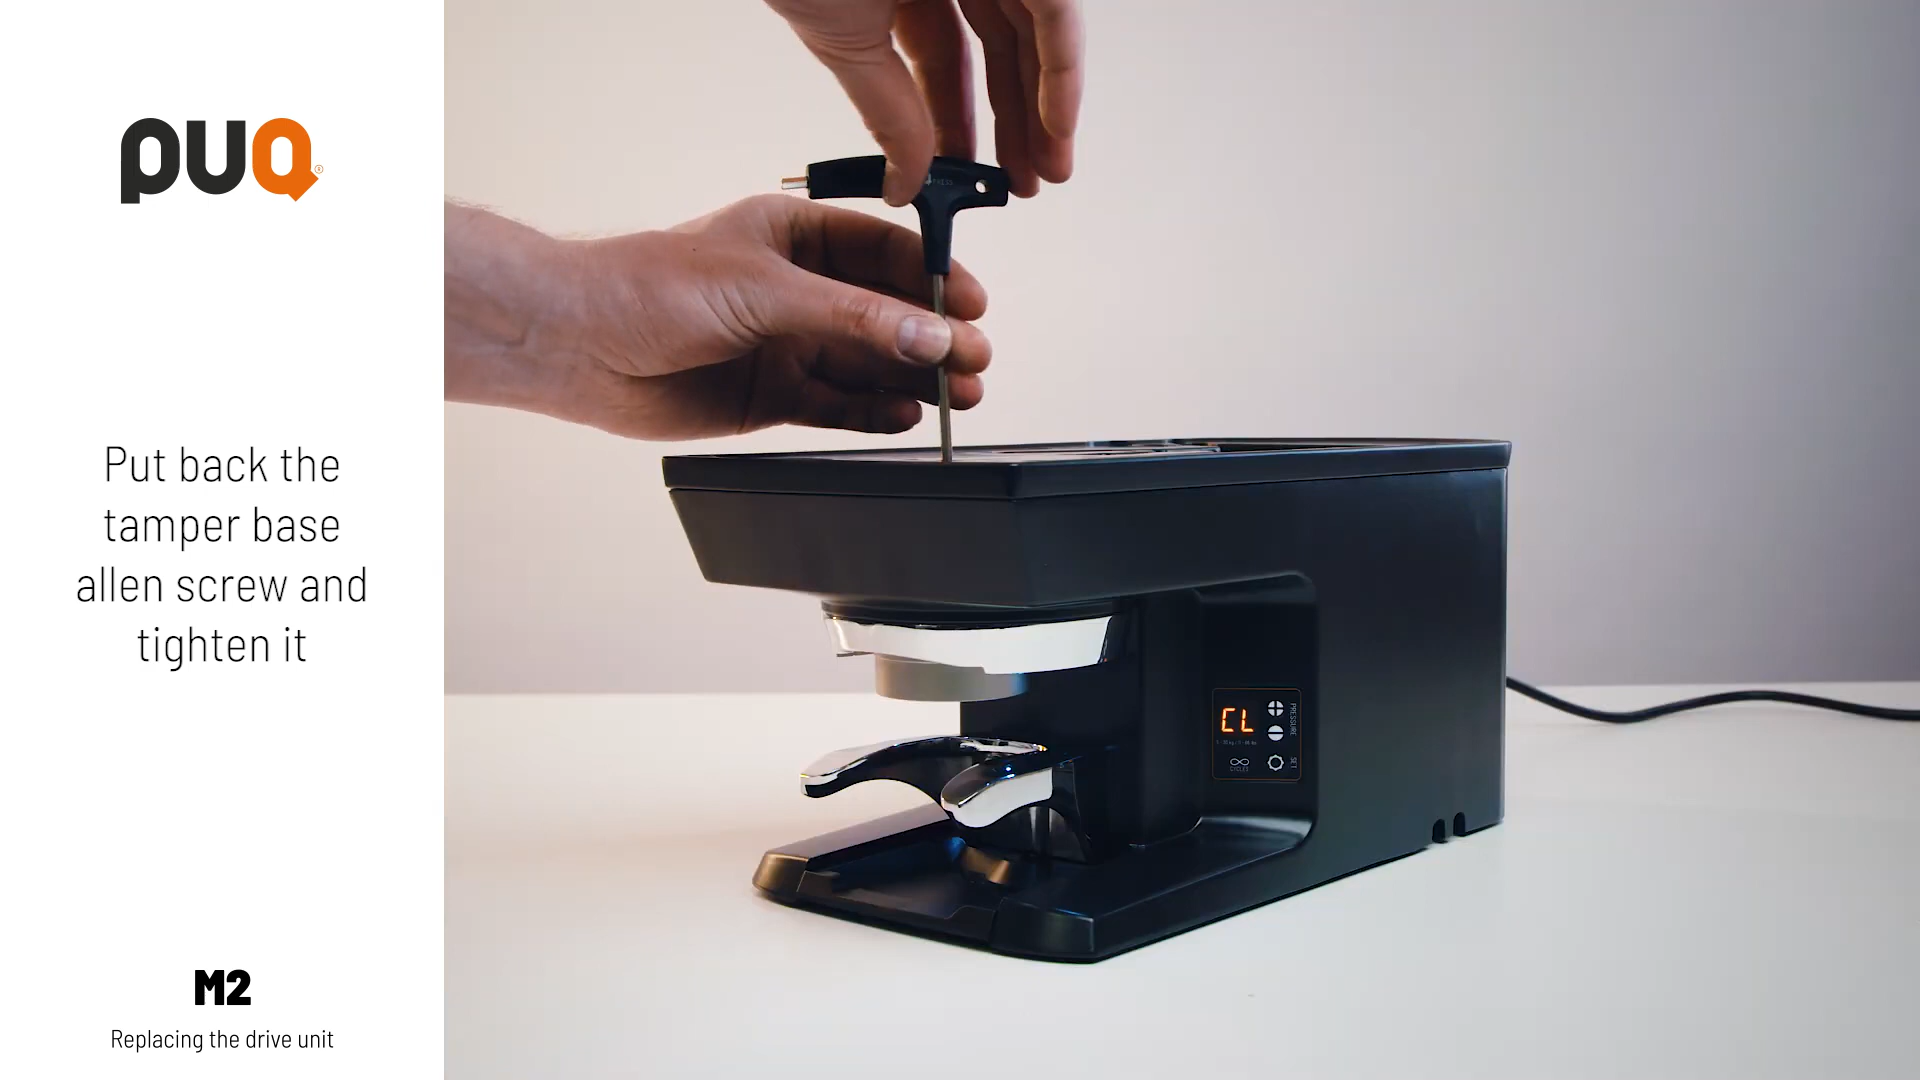 puq
Put back the
tamper base
allen screw and
tighten it
M2
Replacing the drive unit
CL
PRESSURE
SET
CYCLES